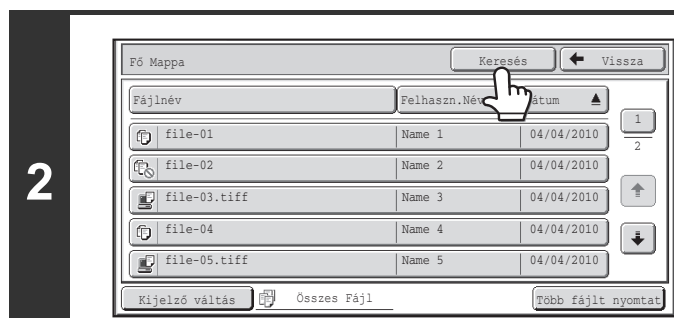 2
Fő Mappa Keresés Vissza
Fájlnév Felhaszn.Név átum
file-01 Name 1 04/04/2010
1
2
file-02 Name 2 04/04/2010
file-03.tiff Name 3 04/04/2010
file-04 Name 4 04/04/2010
file-05.tiff Name 5 04/04/2010
Kijelző váltás Összes Fájl Több fájlt nyomtat